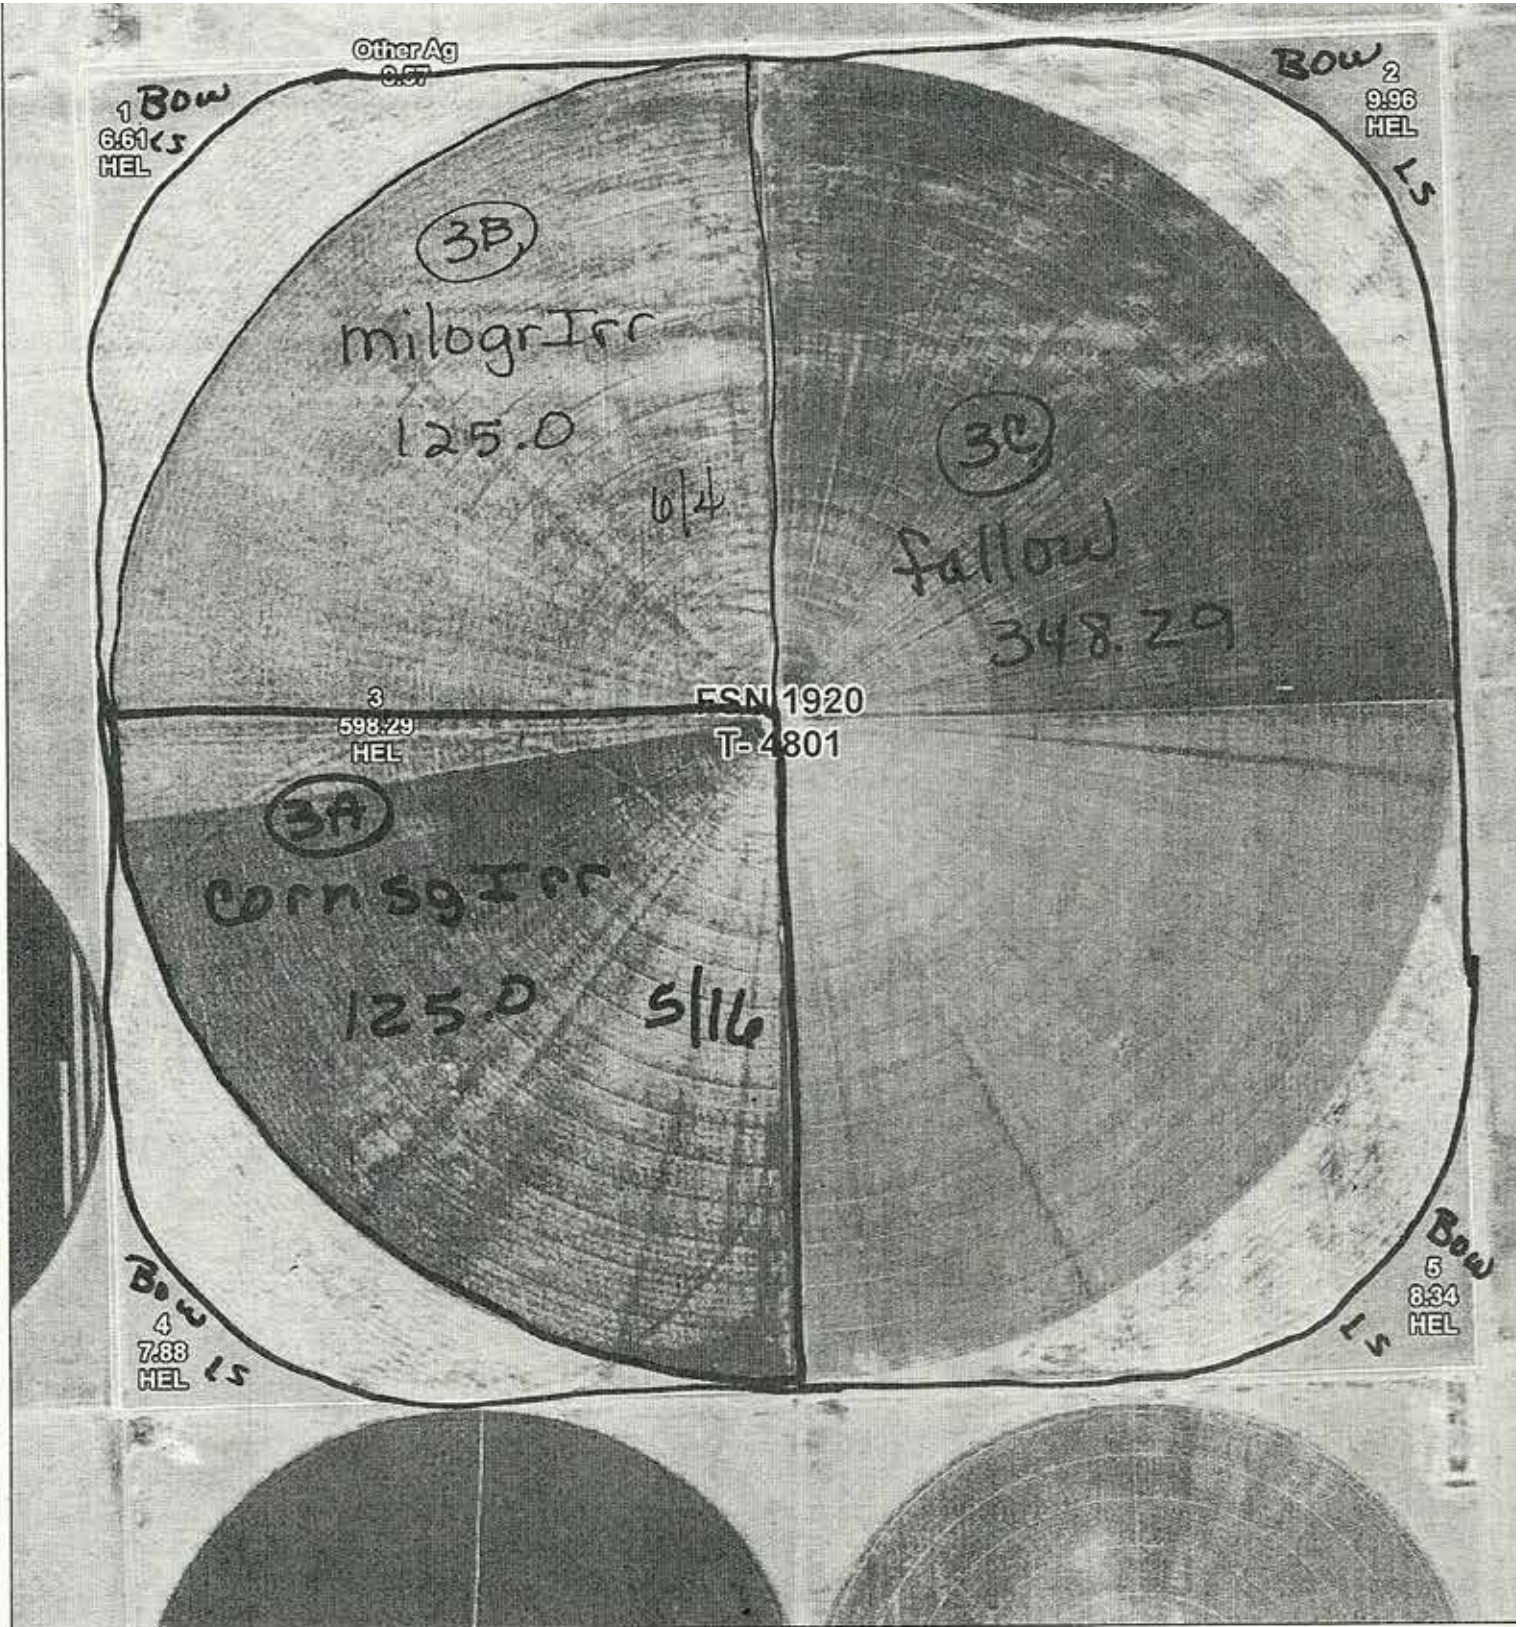 Other Ag
Bow
1
6.61 LS
HEL
Bow
2
9.96
HEL
LS
3B
milogrIrr
125.0
6/4
3C
fallow
348.29
3
598.29
HEL
FSN 1920
T- 4801
3A
cornsgIrr
125.0
5/16
Bow
4
7.88
HEL
LS
Bow
5
8.34
HEL
LS